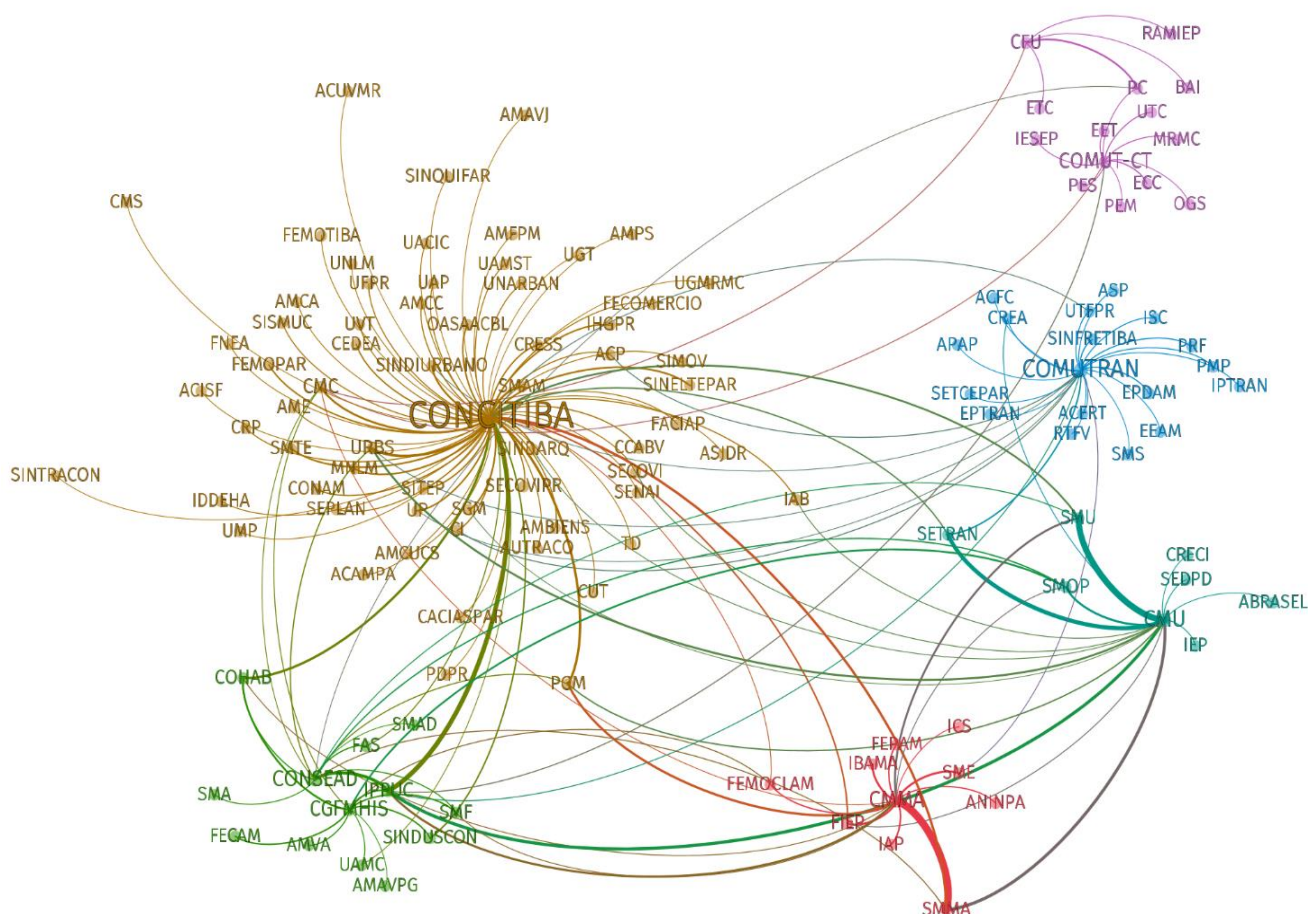 CFU
RAMIEP
ACUVMR
PC
BAI
ETC
UTC
AMAVJ
EET
IESEP
MRMC
COMUT-CT
SINQUIFAR
PES
ECC
CMS
PEM
OGS
FEMOTIBA
UACIC
AMFPM
AMPS
UGT
UNLM
UAMST
UFPR
UAP
UNARBAN
UGMRMC
ASP
AMCA
AMCC
FECOMERCIO
ACFC
UTFPR
SISMUC
UVT
OASAACBL
IHGPR
CREA
ISC
FNEA
CEDEA
CRESS
ACP
APAP
SINFRETIBA
PRF
FEMOPAR
SINDIURBANO
SIMOV
COMUTRAN
PMP
ACISF
CMC
SMAM
SINELTEPAR
IPTRAN
AME
SETCEPAR
EPDAM
CONCITIBA
EPTRAN
ACERT
CRP
FACIAP
RTFV
EEAM
SMTE
URBS
SINDARQ
CCABV
ASJDR
SMS
SINTRACON
MNLM
SECOVI
CONAM
SITEP
SECOVIPR
SENAI
IDDEHA
SEPLAN
UP
SGM
IAB
UMP
CI
AMBIENS
SMU
AUTRACO
TD
SETRAN
AMCUCS
CRECI
ACAMPA
SEDPD
CUT
SMOP
ABRASEL
CACIASPAR
CMU
IEP
COHAB
PDPR
PGM
SMAD
ICS
FAS
FEPAM
IBAMA
CONSEAD
SME
IPPUC
FEMOCLAM
SMA
CMMA
ANINPA
CGFMHIS
SMF
FIEP
FECAM
AMVA
SINDUSCON
IAP
UAMC
AMAVPG
SMMA